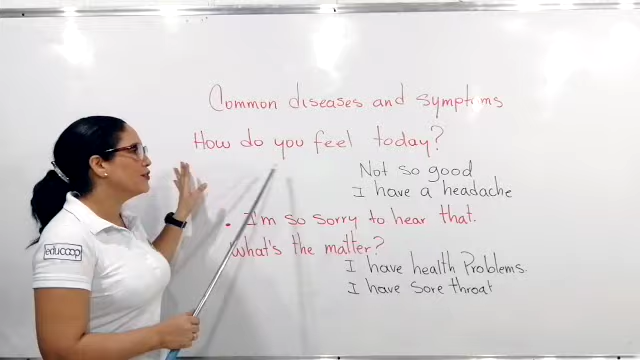 Common diseases and symptoms
How do you feel today?
Not so good
I have a headache
. I'm so sorry to hear that.
What's the matter?
I have health Problems.
I have sore throat
educoop